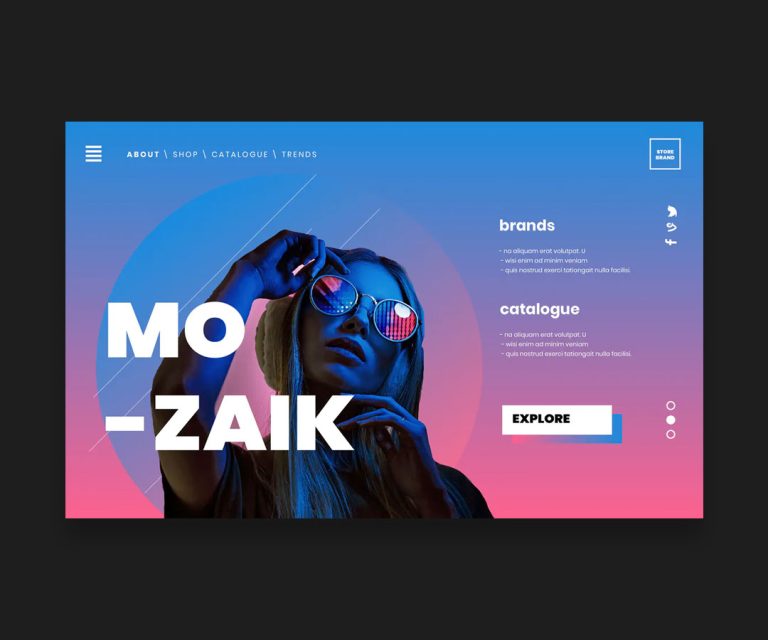 ABOUT \ SHOP \ CATALOGUE \ TRENDS
STORE
BRAND
MO
-ZAIK
brands
- na aliquam erat volutpat. U
- wisi enim ad minim veniam
- quis nostrud exerci tationgait nulla facilisi.
catalogue
- na aliquam erat volutpat. U
- wisi enim ad minim veniam
- quis nostrud exerci tationgait nulla facilisi.
EXPLORE